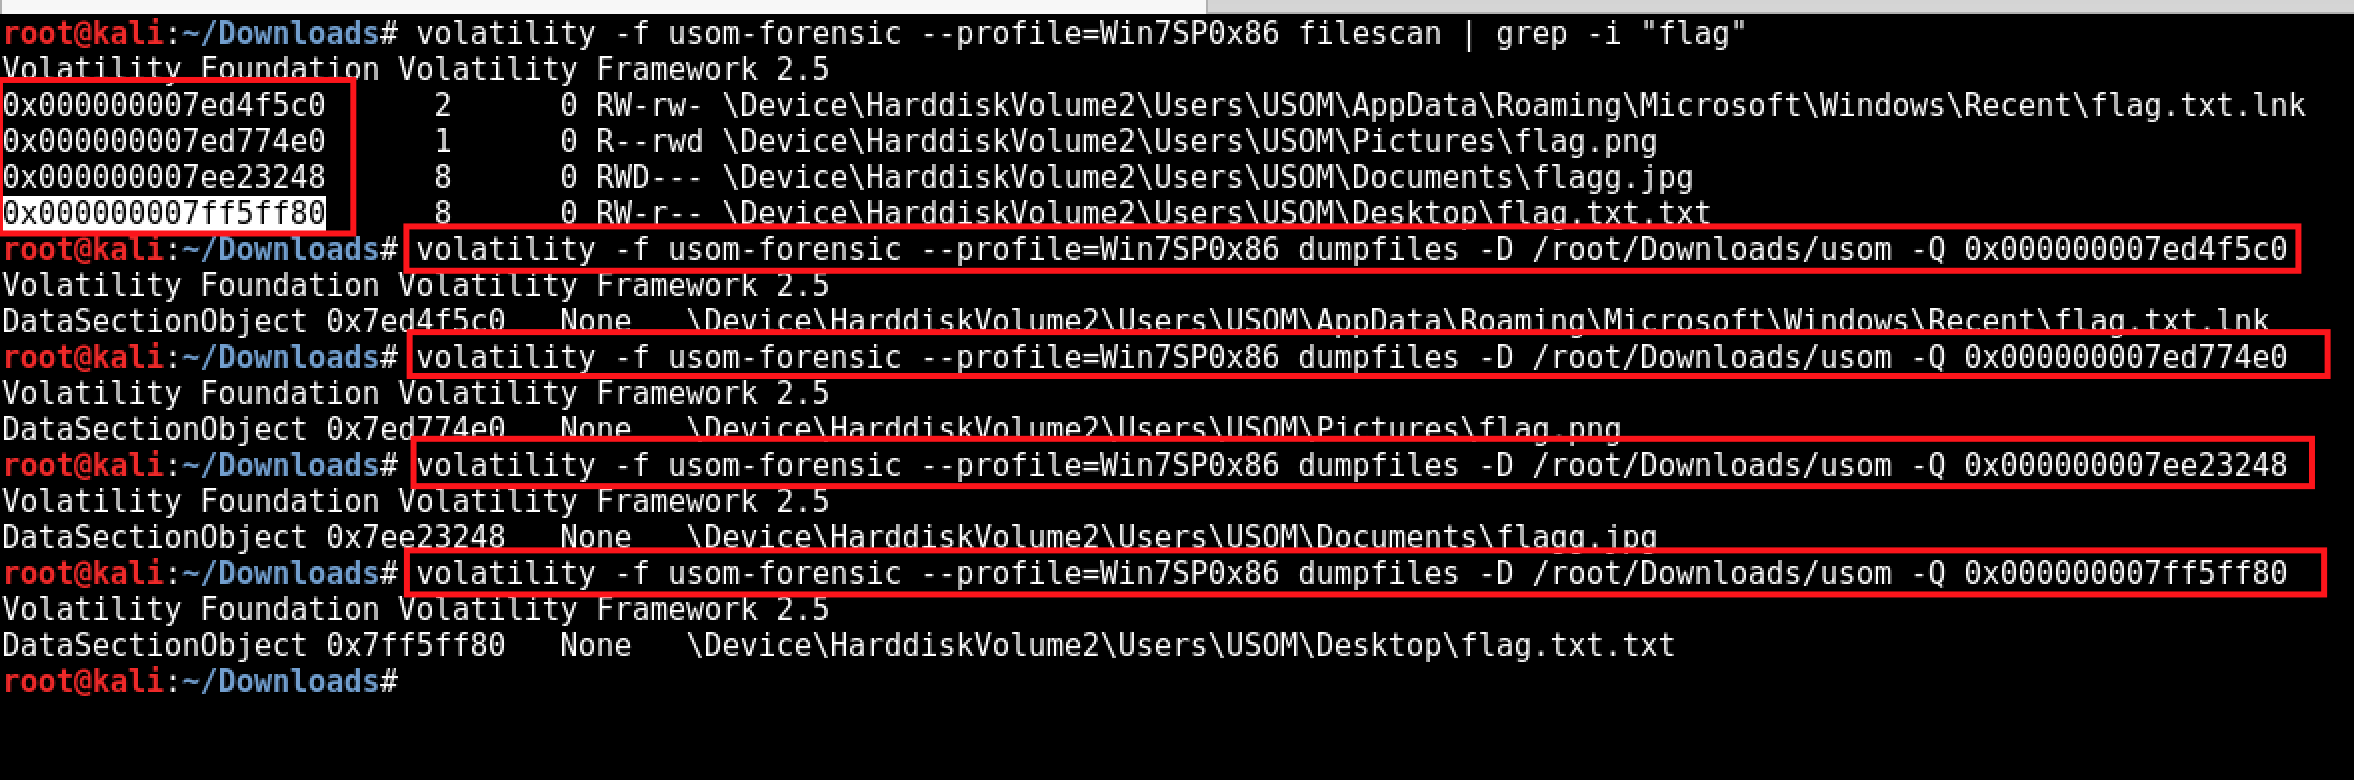 root@kali:~/Downloads# volatility -f usom-forensic --profile=Win7SP0x86 filescan | grep -i "flag"
Volatility Foundation Volatility Framework 2.5
0x000000007ed4f5c0      2      0 RW-rw- \Device\HarddiskVolume2\Users\USOM\AppData\Roaming\Microsoft\Windows\Recent\flag.txt.lnk
0x000000007ed774e0      1      0 R--rwd \Device\HarddiskVolume2\Users\USOM\Pictures\flag.png
0x000000007ee23248      8      0 RWD--- \Device\HarddiskVolume2\Users\USOM\Documents\flagg.jpg
0x000000007ff5ff80      8      0 RW-r-- \Device\HarddiskVolume2\Users\USOM\Desktop\flag.txt.txt
root@kali:~/Downloads# volatility -f usom-forensic --profile=Win7SP0x86 dumpfiles -D /root/Downloads/usom -Q 0x000000007ed4f5c0
Volatility Foundation Volatility Framework 2.5
DataSectionObject 0x7ed4f5c0   None   \Device\HarddiskVolume2\Users\USOM\AppData\Roaming\Microsoft\Windows\Recent\flag.txt.lnk
root@kali:~/Downloads# volatility -f usom-forensic --profile=Win7SP0x86 dumpfiles -D /root/Downloads/usom -Q 0x000000007ed774e0
Volatility Foundation Volatility Framework 2.5
DataSectionObject 0x7ed774e0   None   \Device\HarddiskVolume2\Users\USOM\Pictures\flag.png
root@kali:~/Downloads# volatility -f usom-forensic --profile=Win7SP0x86 dumpfiles -D /root/Downloads/usom -Q 0x000000007ee23248
Volatility Foundation Volatility Framework 2.5
DataSectionObject 0x7ee23248   None   \Device\HarddiskVolume2\Users\USOM\Documents\flagg.jpg
root@kali:~/Downloads# volatility -f usom-forensic --profile=Win7SP0x86 dumpfiles -D /root/Downloads/usom -Q 0x000000007ff5ff80
Volatility Foundation Volatility Framework 2.5
DataSectionObject 0x7ff5ff80   None   \Device\HarddiskVolume2\Users\USOM\Desktop\flag.txt.txt
root@kali:~/Downloads#